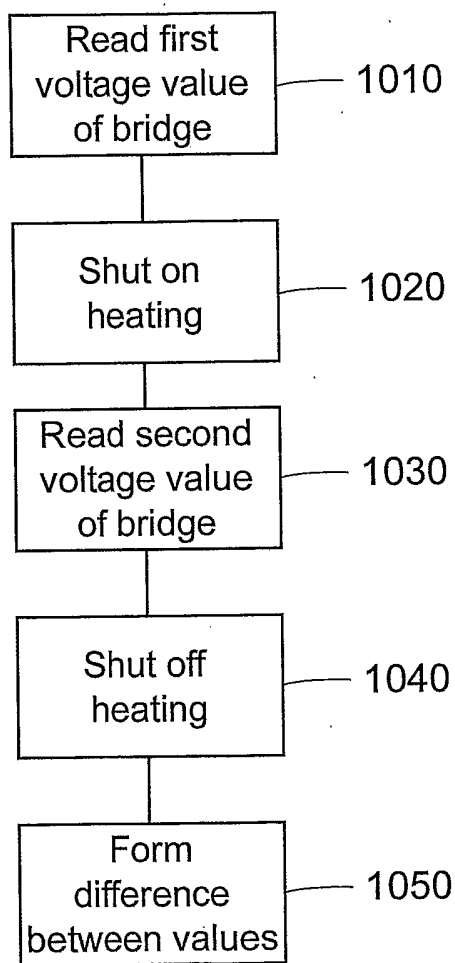 Read first
voltage value
of bridge
1010
Shut on
heating
1020
Read second
voltage value
of bridge
1030
Shut off
heating
1040
Form
difference
between values
1050